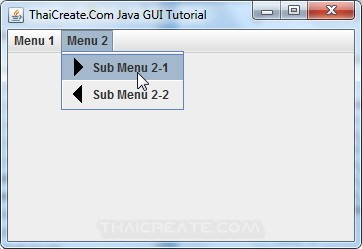 ThaiCreate.Com Java GUI Tutorial
Menu 1 Menu 2
Sub Menu 2-1
Sub Menu 2-2
THAICREATE.COM